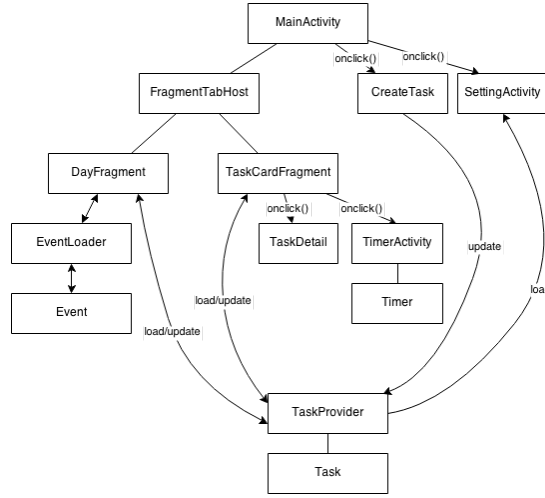 MainActivity
onclick()
onclick()
FragmentTabHost
CreateTask
SettingActivity
DayFragment
TaskCardFragment
onclick()
onclick()
EventLoader
TaskDetail
TimerActivity
update
Event
Timer
loa
load/update
load/update
TaskProvider
Task